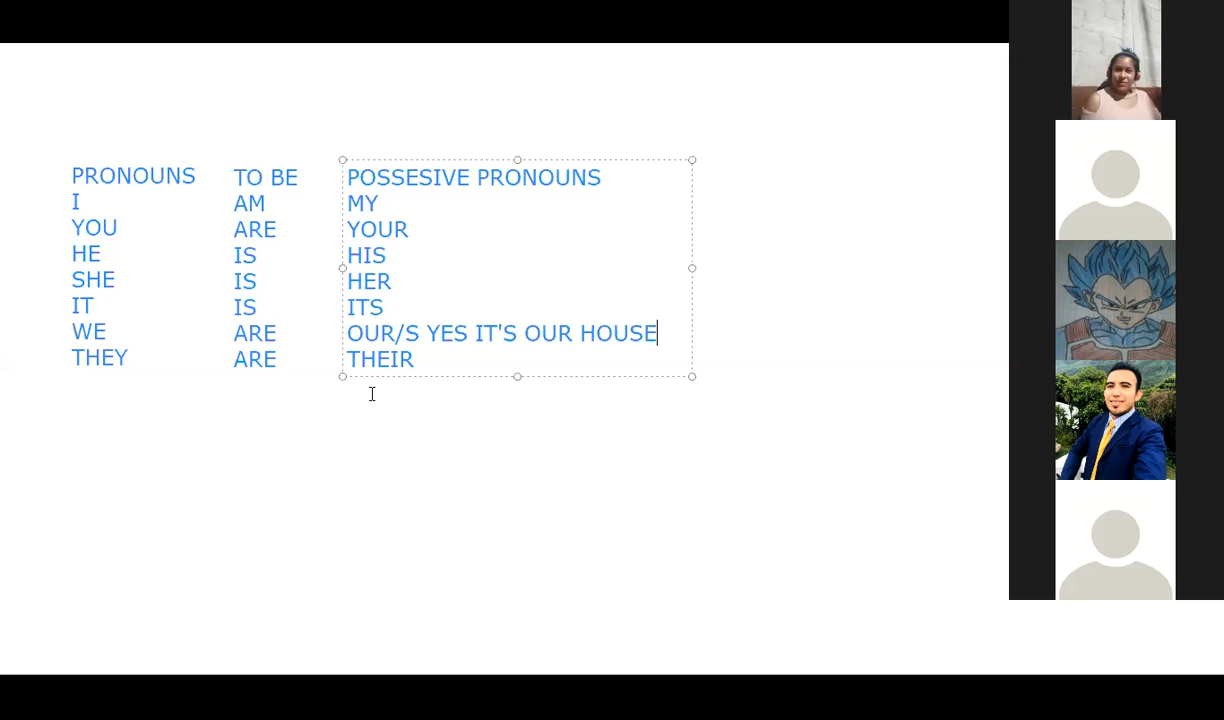 PRONOUNS
I
YOU
HE
SHE
IT
WE
THEY
TO BE
AM
ARE
IS
IS
IS
ARE
ARE
POSSESIVE PRONOUNS
MY
YOUR
HIS
HER
ITS
OUR/S YES IT'S OUR HOUSE
THEIR